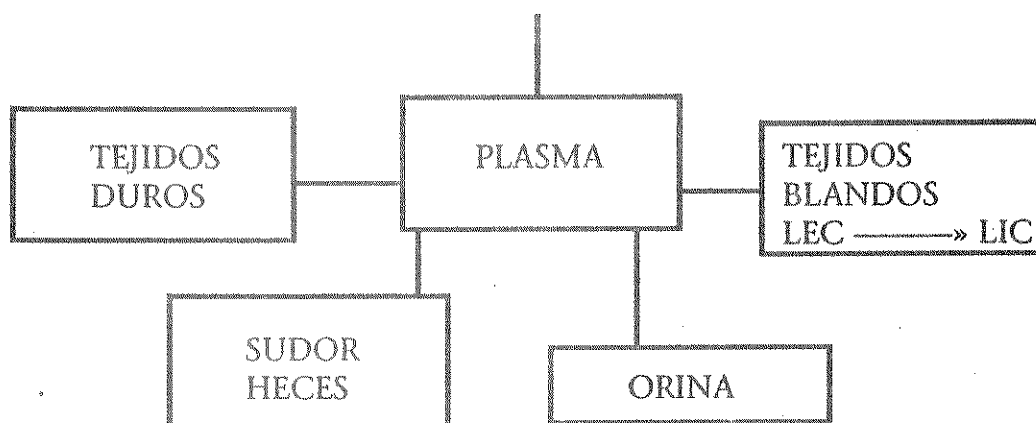 TEJIDOS
DUROS
PLASMA
TEJIDOS
BLANDOS
LEC ———» LIC
SUDOR
HECES
ORINA